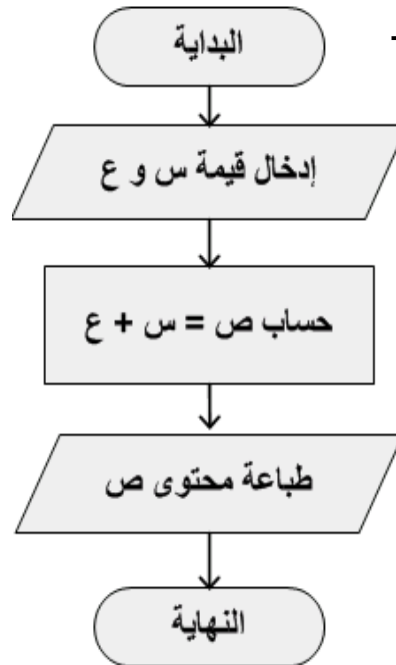 البداية
إدخال قيمة س و ع
حساب ص = س + ع
طباعة محتوى ص
النهاية